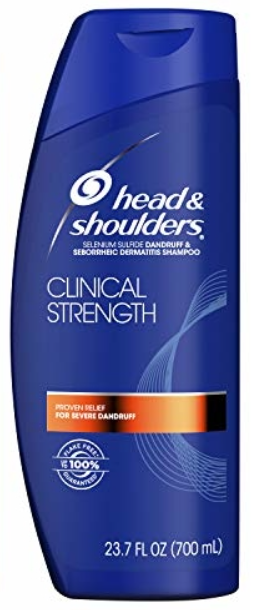 head &
shoulders®
SELENIUM SULFIDE DANDRUFF &
SEBORRHEIC DERMATITIS SHAMPOO
CLINICAL
STRENGTH
PROVEN RELIEF
FOR SEVERE DANDRUFF
FLAKE FREE†
100%
GUARANTEED
23.7 FL OZ (700 mL)